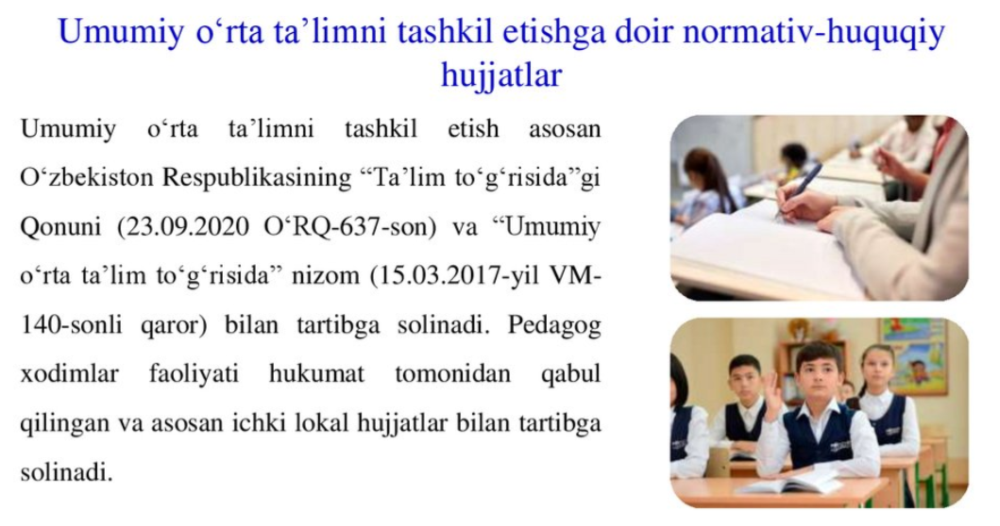 Umumiy o‘rta ta’limni tashkil etishga doir normativ-huquqiy
hujjatlar
Umumiy o‘rta ta’limni tashkil etish asosan
O‘zbekiston Respublikasining “Ta’lim to‘g‘risida”gi
Qonuni (23.09.2020 O‘RQ-637-son) va “Umumiy
o‘rta ta’lim to‘g‘risida” nizom (15.03.2017-yil VM-
140-sonli qaror) bilan tartibga solinadi. Pedagog
xodimlar faoliyati hukumat tomonidan qabul
qilingan va asosan ichki lokal hujjatlar bilan tartibga
solinadi.